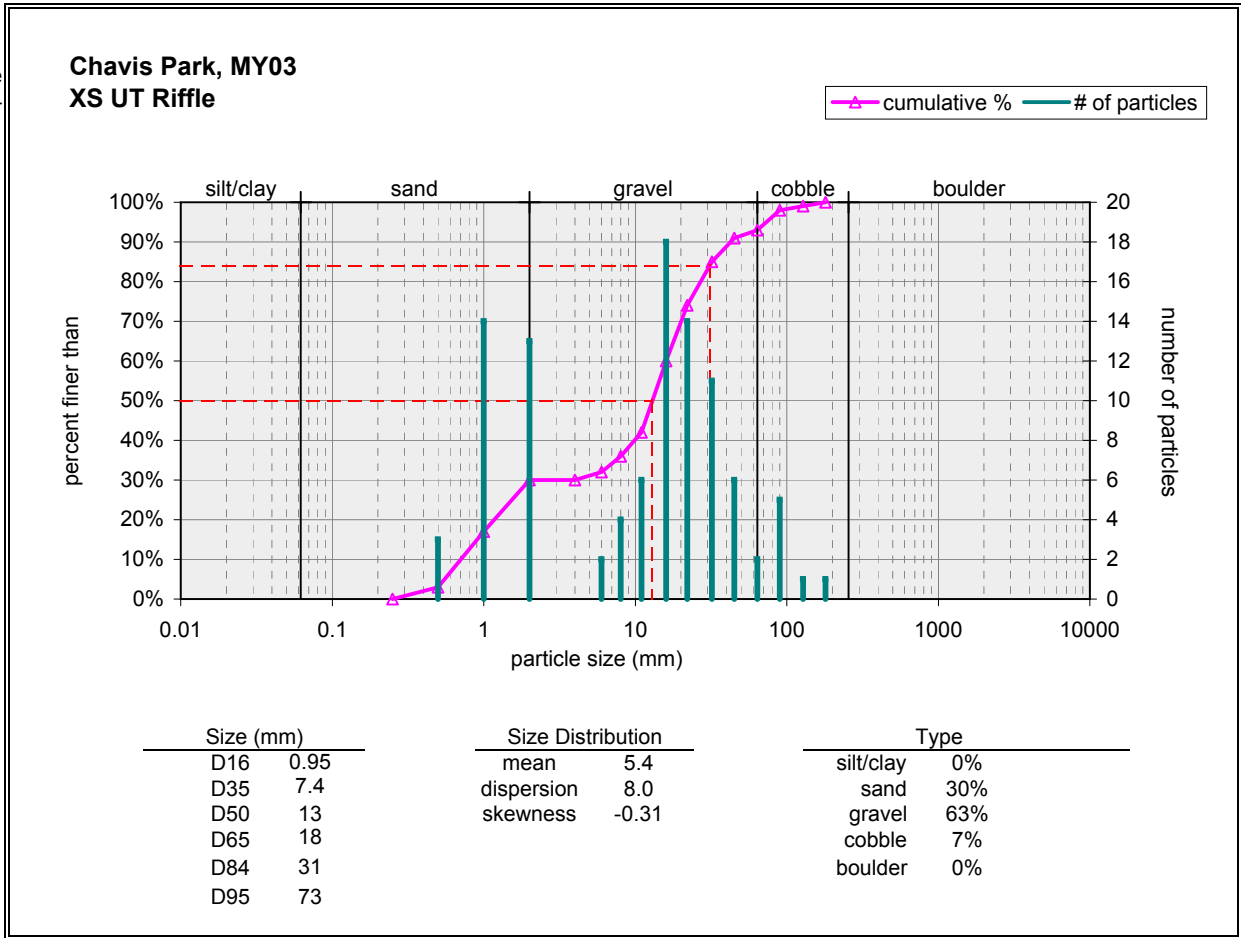 Chavis Park, MY03
XS UT Riffle
cumulative % # of particles
silt/clay sand gravel cobble boulder
100% 20
90% 18
80% 16
70% 14
60% 12
50% 10
40% 8
30% 6
20% 4
10% 2
0% 0
percent finer than
number of particles
0.01 0.1 1 10 100 1000 10000
particle size (mm)
Size (mm)
D16 0.95
D35 7.4
D50 13
D65 18
D84 31
D95 73
Size Distribution
mean 5.4
dispersion 8.0
skewness -0.31
Type
silt/clay 0%
sand 30%
gravel 63%
cobble 7%
boulder 0%